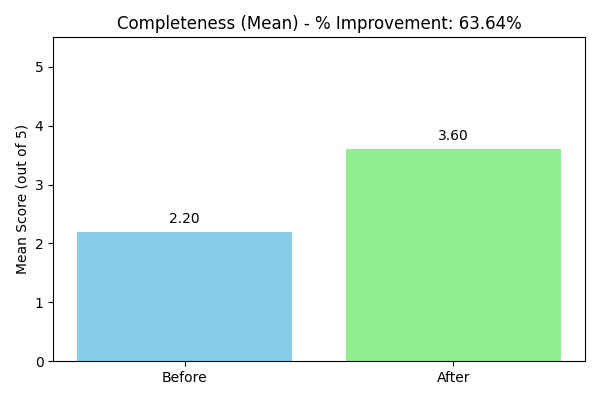 Completeness (Mean) - % Improvement: 63.64%
Mean Score (out of 5)
5
4
3
2
1
0
2.20
3.60
Before
After